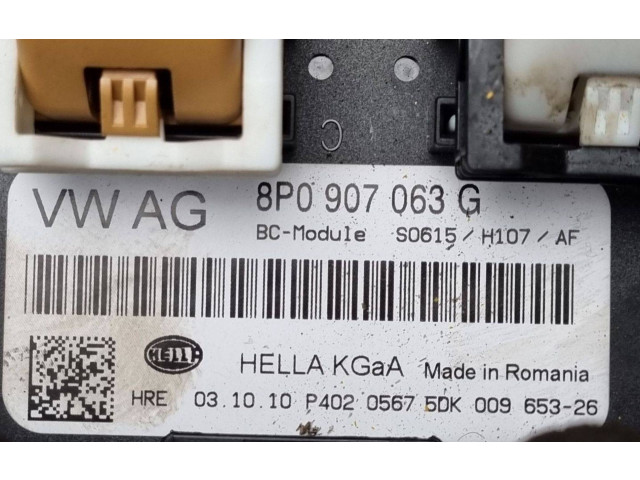 C
VW AG 8P0 907 063 G
BC-Module S0615/H107/AF
HELLA HELLA KGaA Made in Romania
HRE 03.10.10 P402 0567 5DK 009 653-26